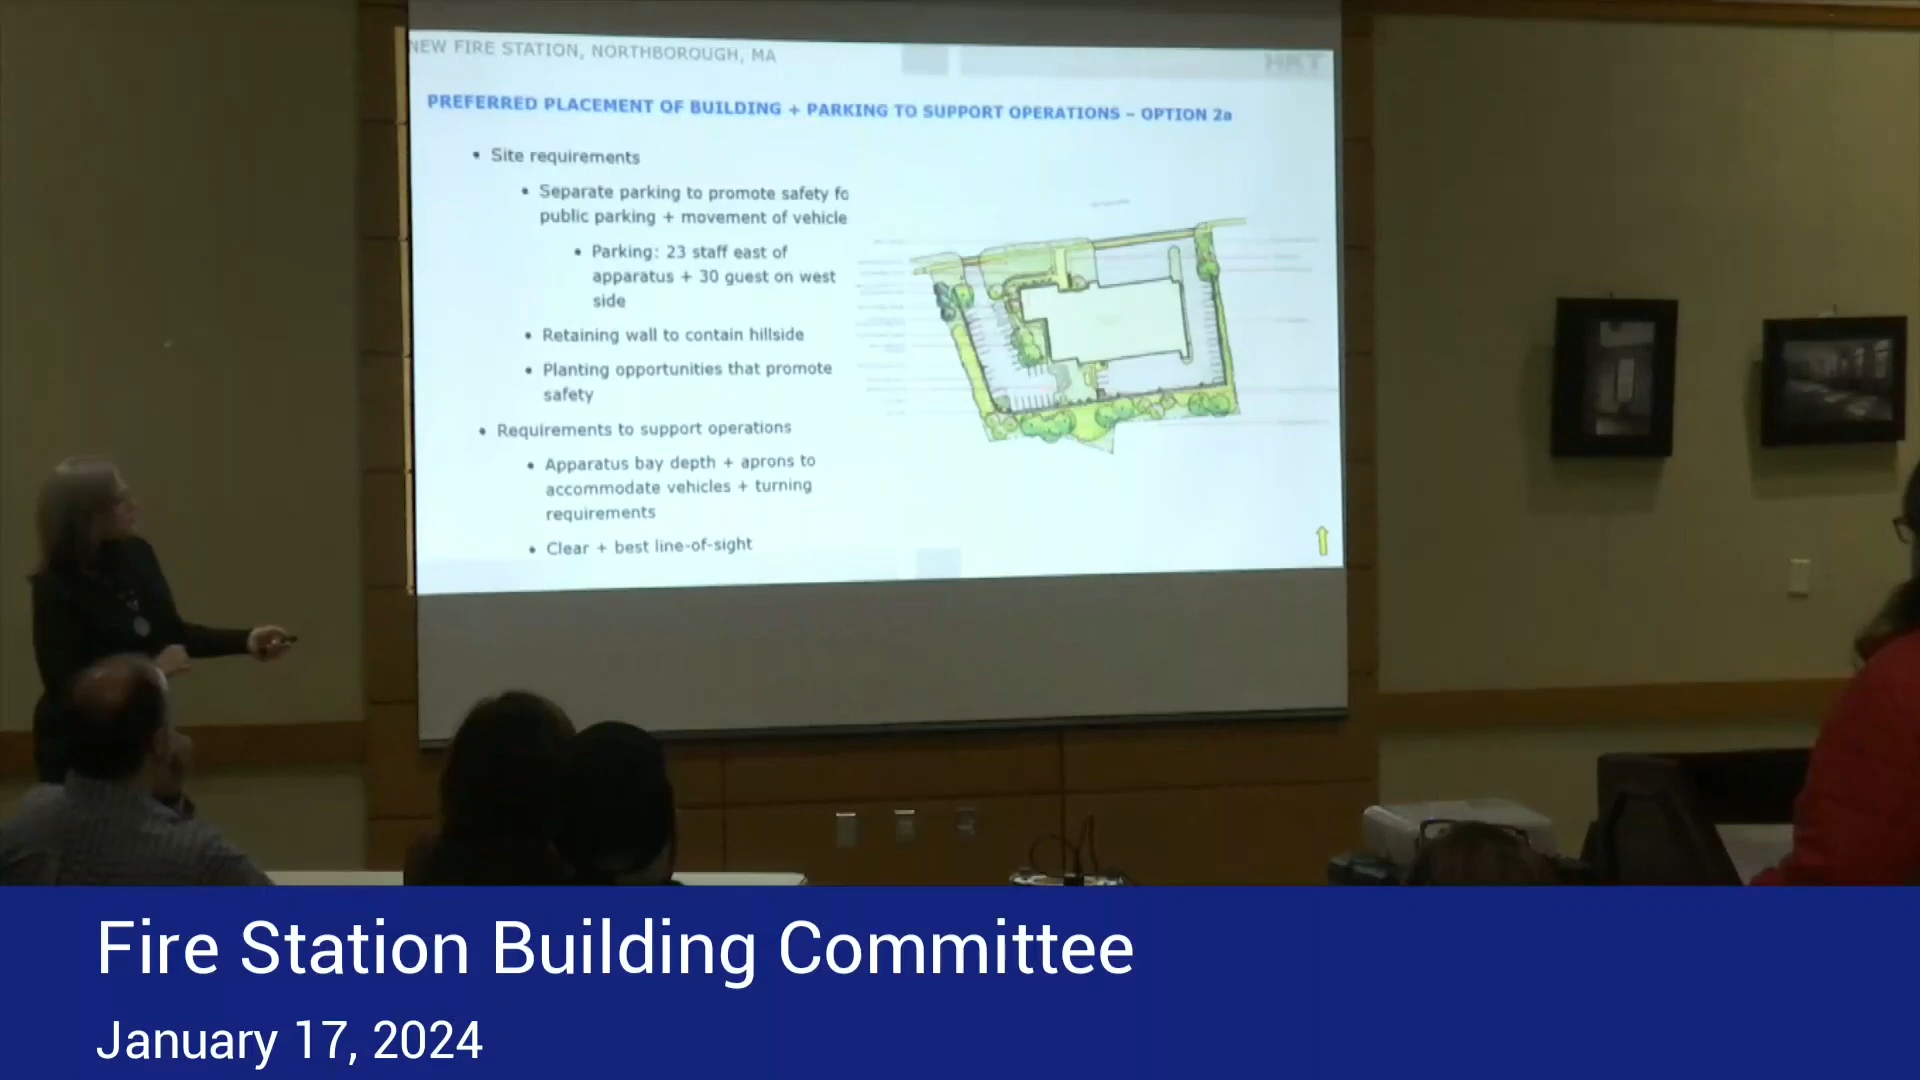 NEW FIRE STATION, NORTHBOROUGH, MA
HKT
PREFERRED PLACEMENT OF BUILDING + PARKING TO SUPPORT OPERATIONS – OPTION 2a
• Site requirements
• Separate parking to promote safety fo
public parking + movement of vehicle
• Parking: 23 staff east of
apparatus + 30 guest on west
side
• Retaining wall to contain hillside
• Planting opportunities that promote
safety
• Requirements to support operations
• Apparatus bay depth + aprons to
accommodate vehicles + turning
requirements
• Clear + best line-of-sight
Fire Station Building Committee
January 17, 2024